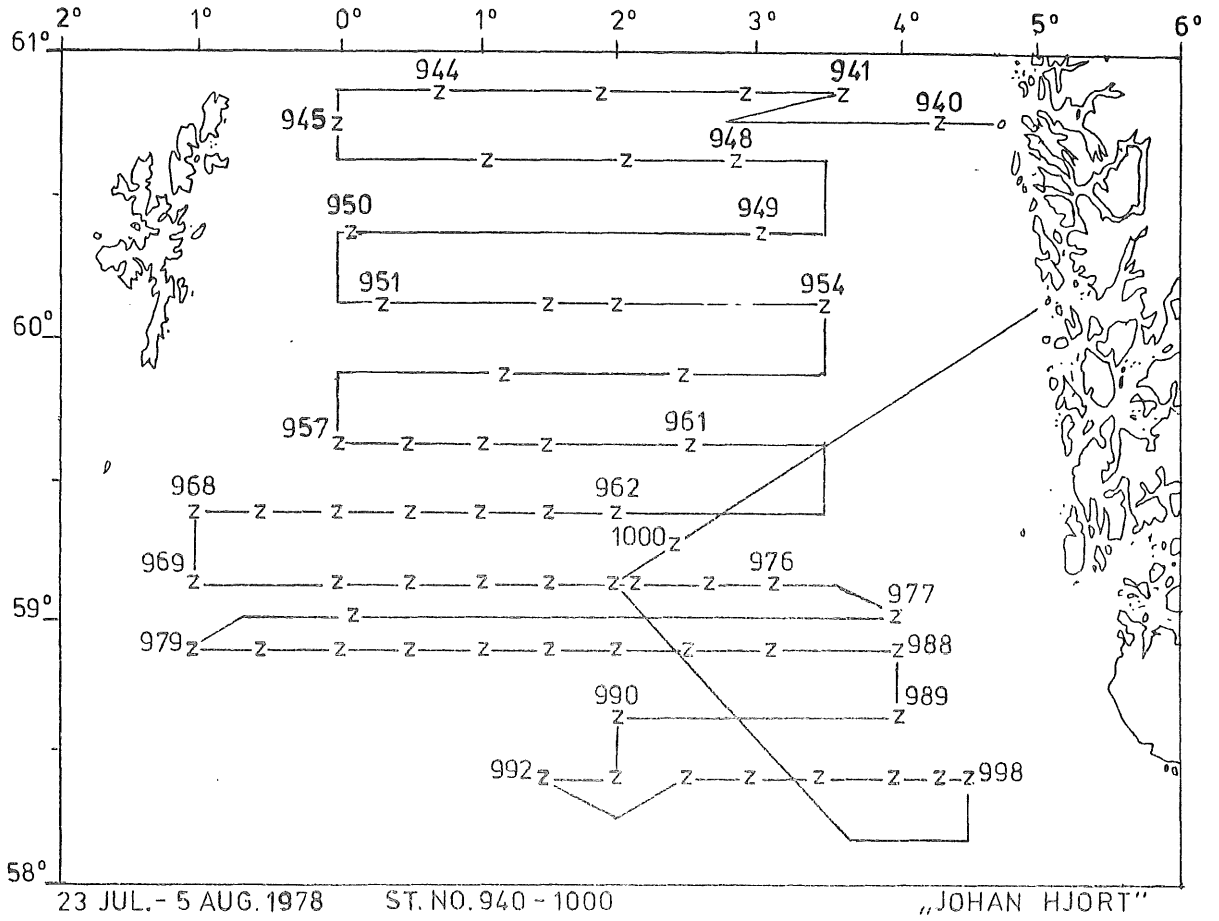 2° 1° 0° 1° 2° 3° 4° 5° 6°
61°
944 941
945 940
948
950 949
951 954
60°
957 961
968 962
1000
969 976
977
59°
979 988
990 989
992 998
58°
23 JUL.- 5 AUG. 1978 ST. NO. 940 - 1000 „JOHAN HJORT"
Z Z Z Z Z
Z
Z Z Z
Z Z
Z Z Z Z
Z Z
Z Z Z Z Z
Z Z Z Z Z Z Z
Z
Z Z Z Z Z Z Z Z Z
Z Z
Z Z Z Z Z Z Z Z Z Z
Z Z
Z Z Z Z Z Z Z Z